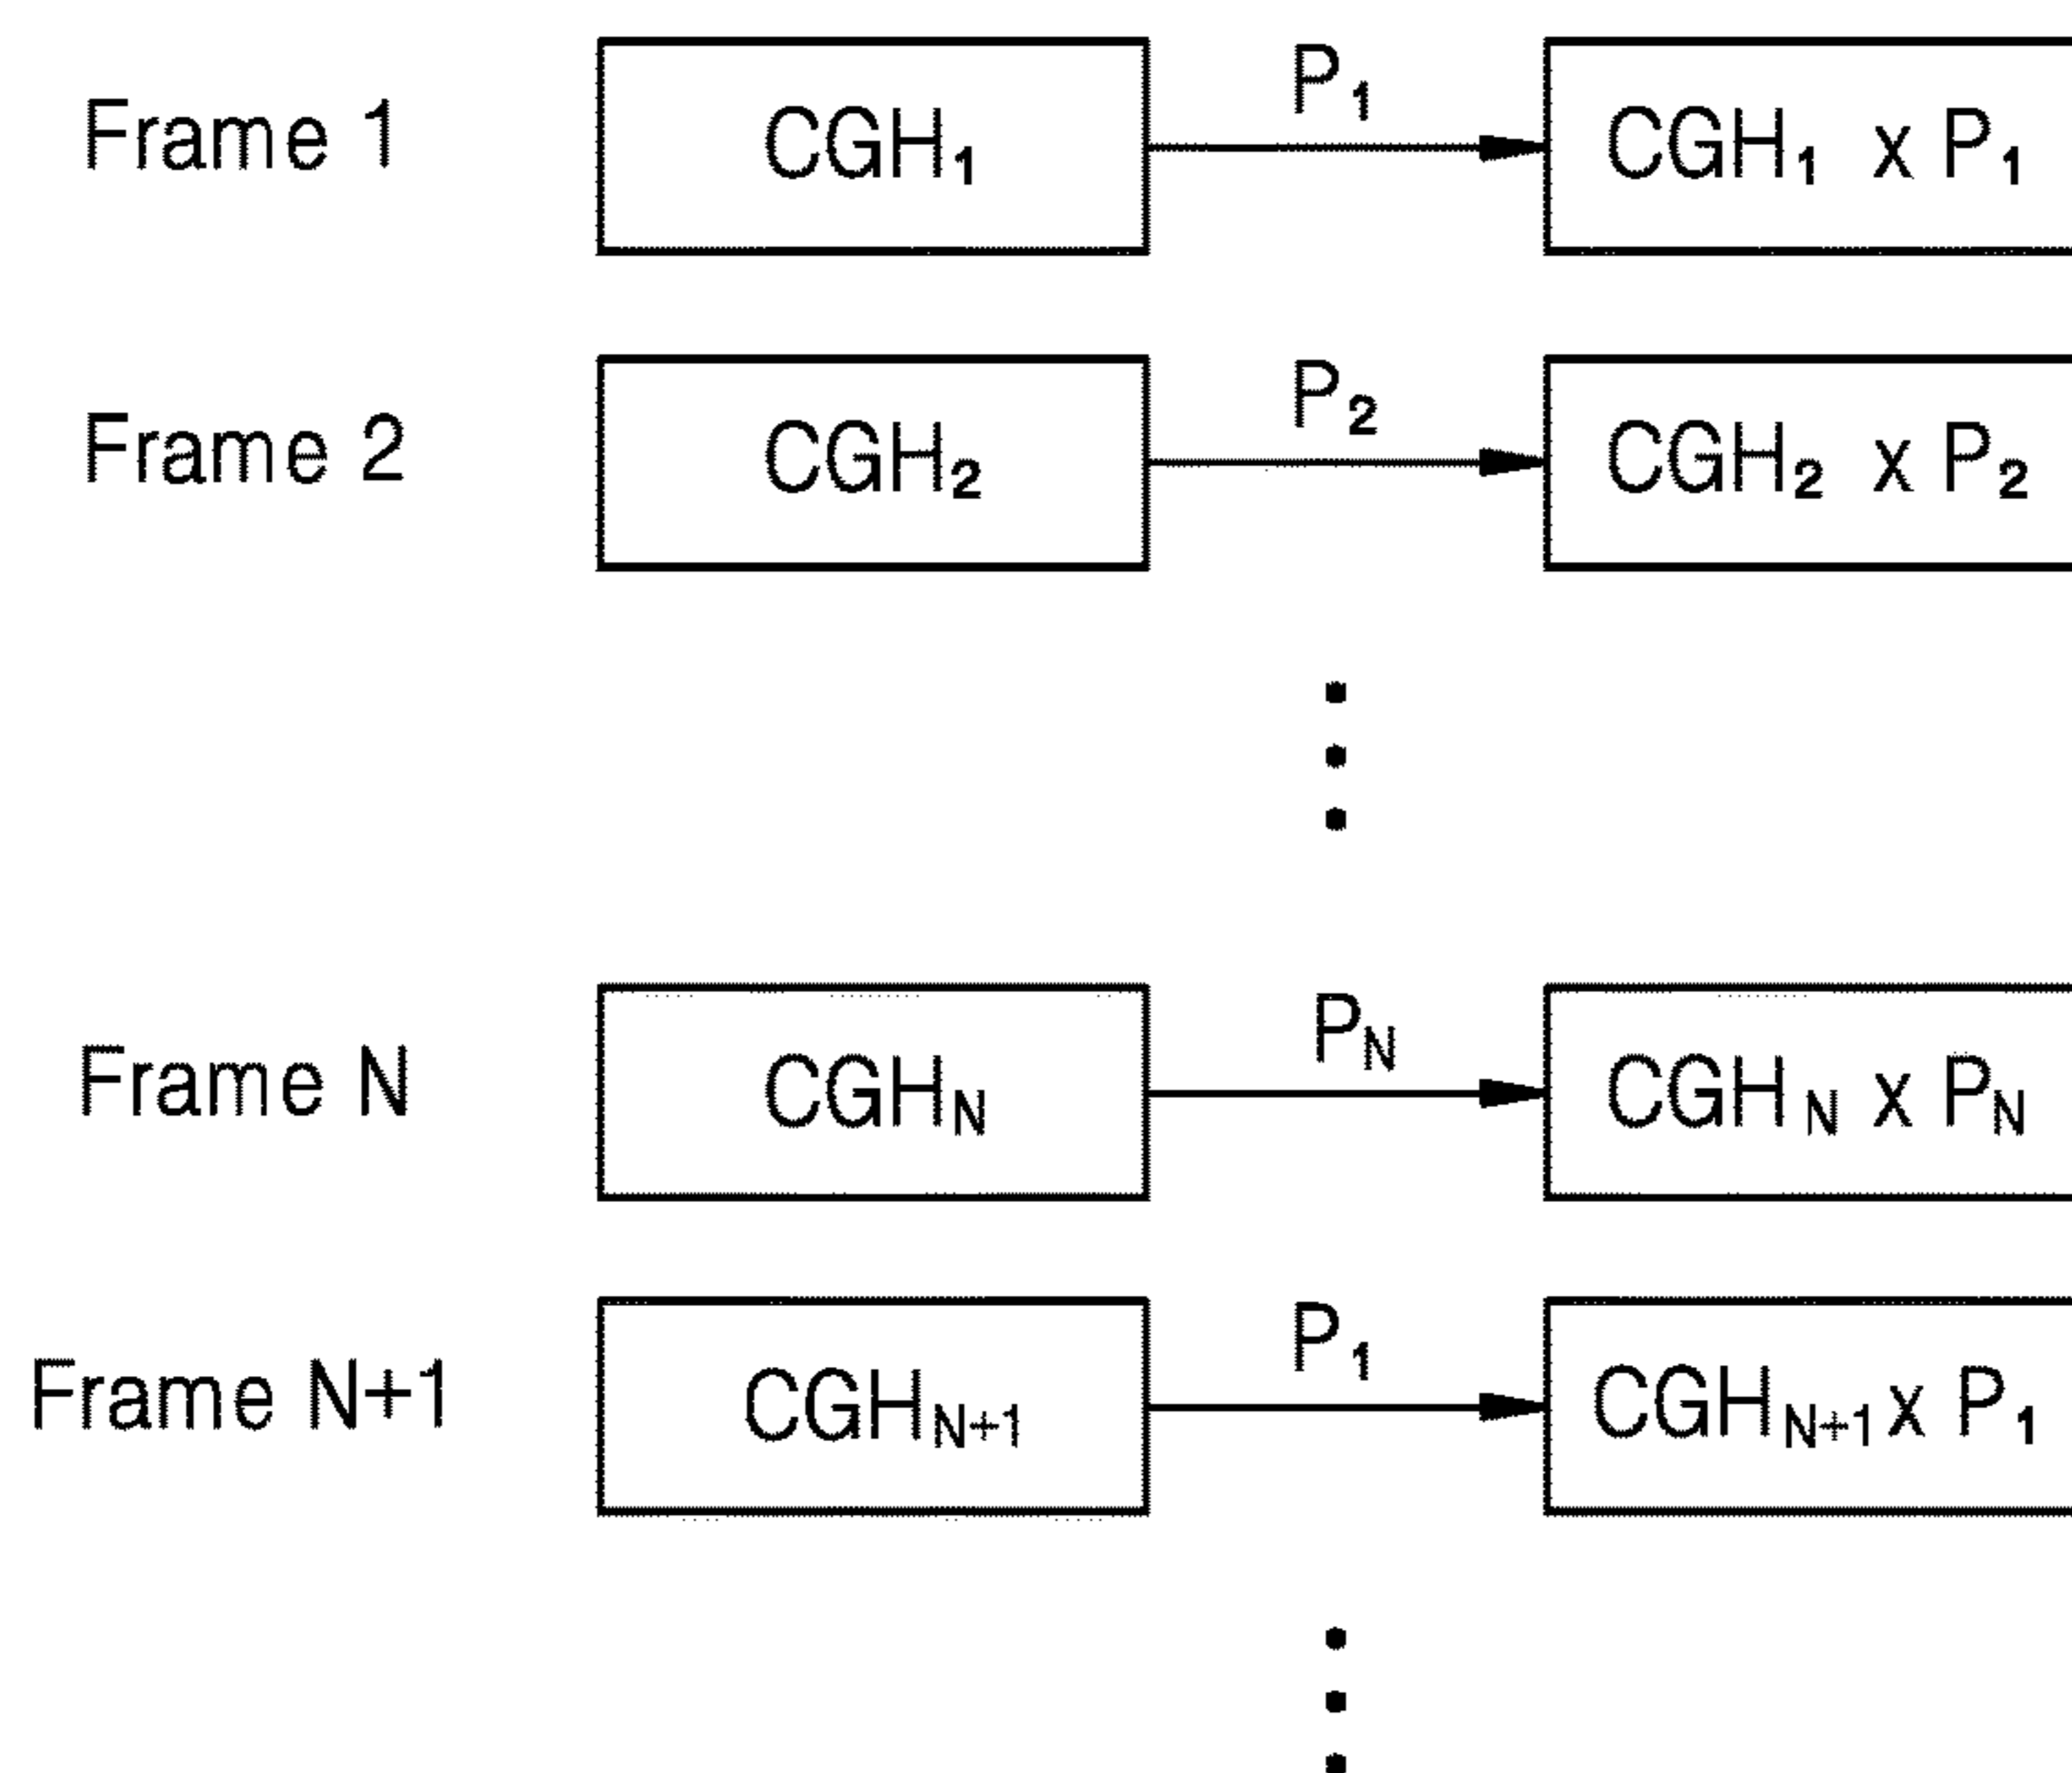 Frame 1 CGH₁ P₁ CGH₁ x P₁
Frame 2 CGH₂ P₂ CGH₂ x P₂
Frame N CGH_N P_N CGH_N x P_N
Frame N+1 CGH_N+1 P₁ CGH_N+1 x P₁